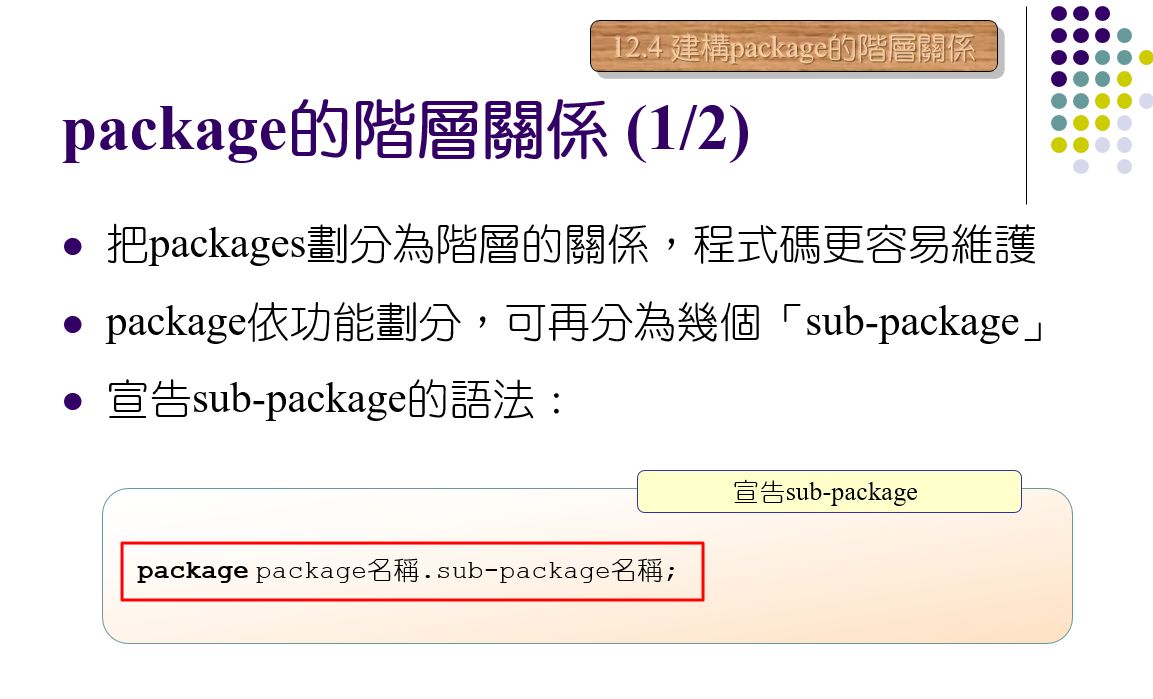 12.4 建構package的階層關係
package的階層關係 (1/2)
把packages劃分為階層的關係，程式碼更容易維護
package依功能劃分，可再分為幾個「sub-package」
宣告sub-package的語法：
宣告sub-package
package package名稱.sub-package名稱;